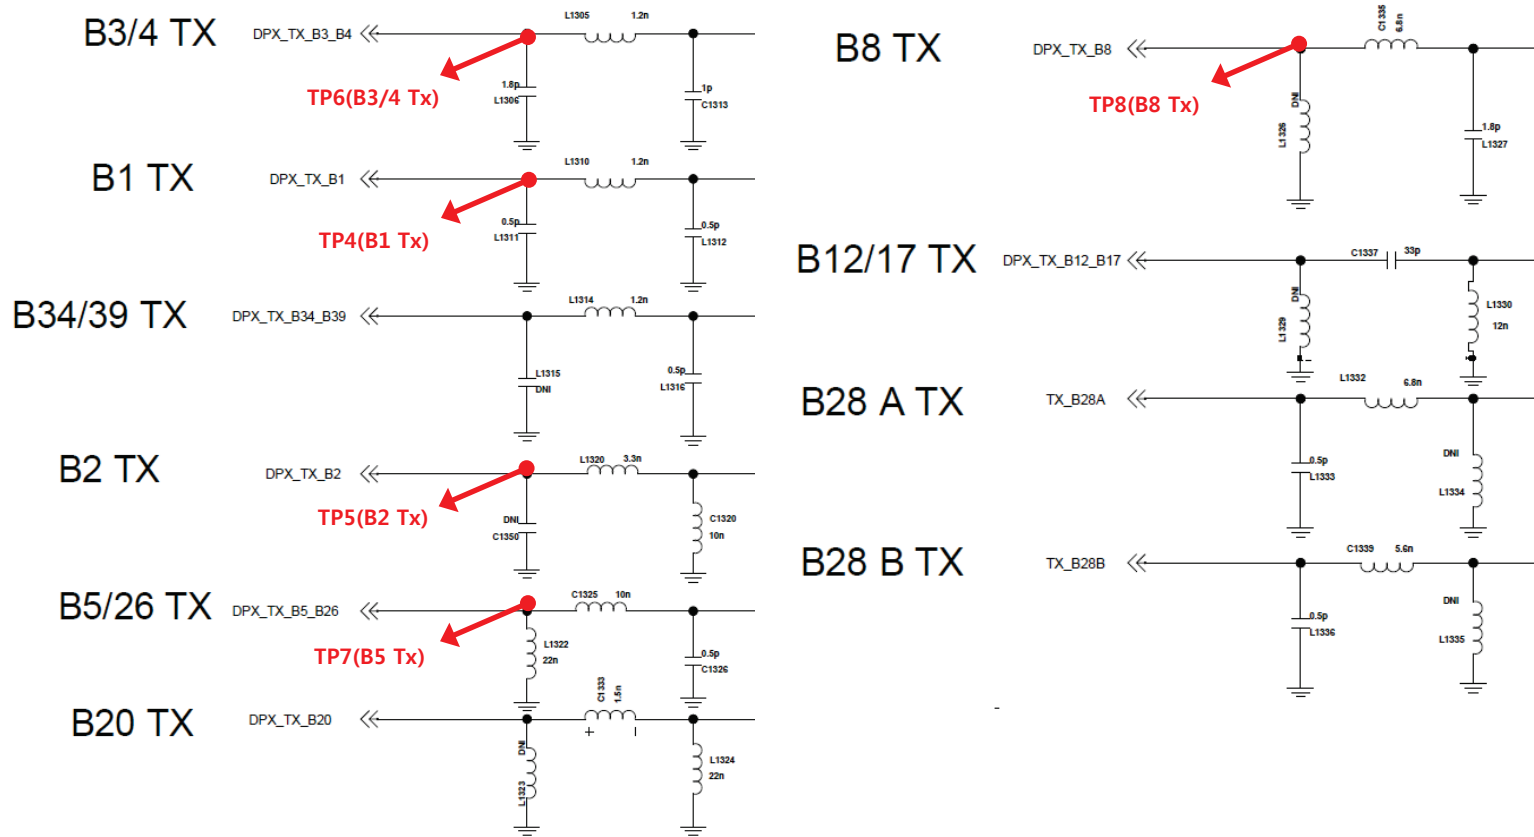 B3/4 TX
DPX_TX_B3_B4
L1305 1.2n
TP6(B3/4 Tx)
1.8p
L1306
1p
C1313
B1 TX
DPX_TX_B1
L1310 1.2n
TP4(B1 Tx)
0.5p
L1311
0.5p
L1312
B34/39 TX
DPX_TX_B34_B39
L1314 1.2n
L1315
DNI
0.5p
L1316
B2 TX
DPX_TX_B2
L1320 3.3n
TP5(B2 Tx)
DNI
C1350
C1320
10n
B5/26 TX
DPX_TX_B5_B26
C1325 10n
TP7(B5 Tx)
L1322
22n
0.5p
C1326
B20 TX
DPX_TX_B20
C1333
1.5n
+ -
DNI
L1323
L1324
22n
B8 TX
DPX_TX_B8
C1335
6.8n
TP8(B8 Tx)
DNI
L1326
1.8p
L1327
B12/17 TX
DPX_TX_B12_B17
C1337 33p
DNI
L1329
L1330
12n
B28 A TX
TX_B28A
L1332 6.8n
0.5p
L1333
DNI
L1334
B28 B TX
TX_B28B
C1339 5.6n
0.5p
L1336
DNI
L1335
-